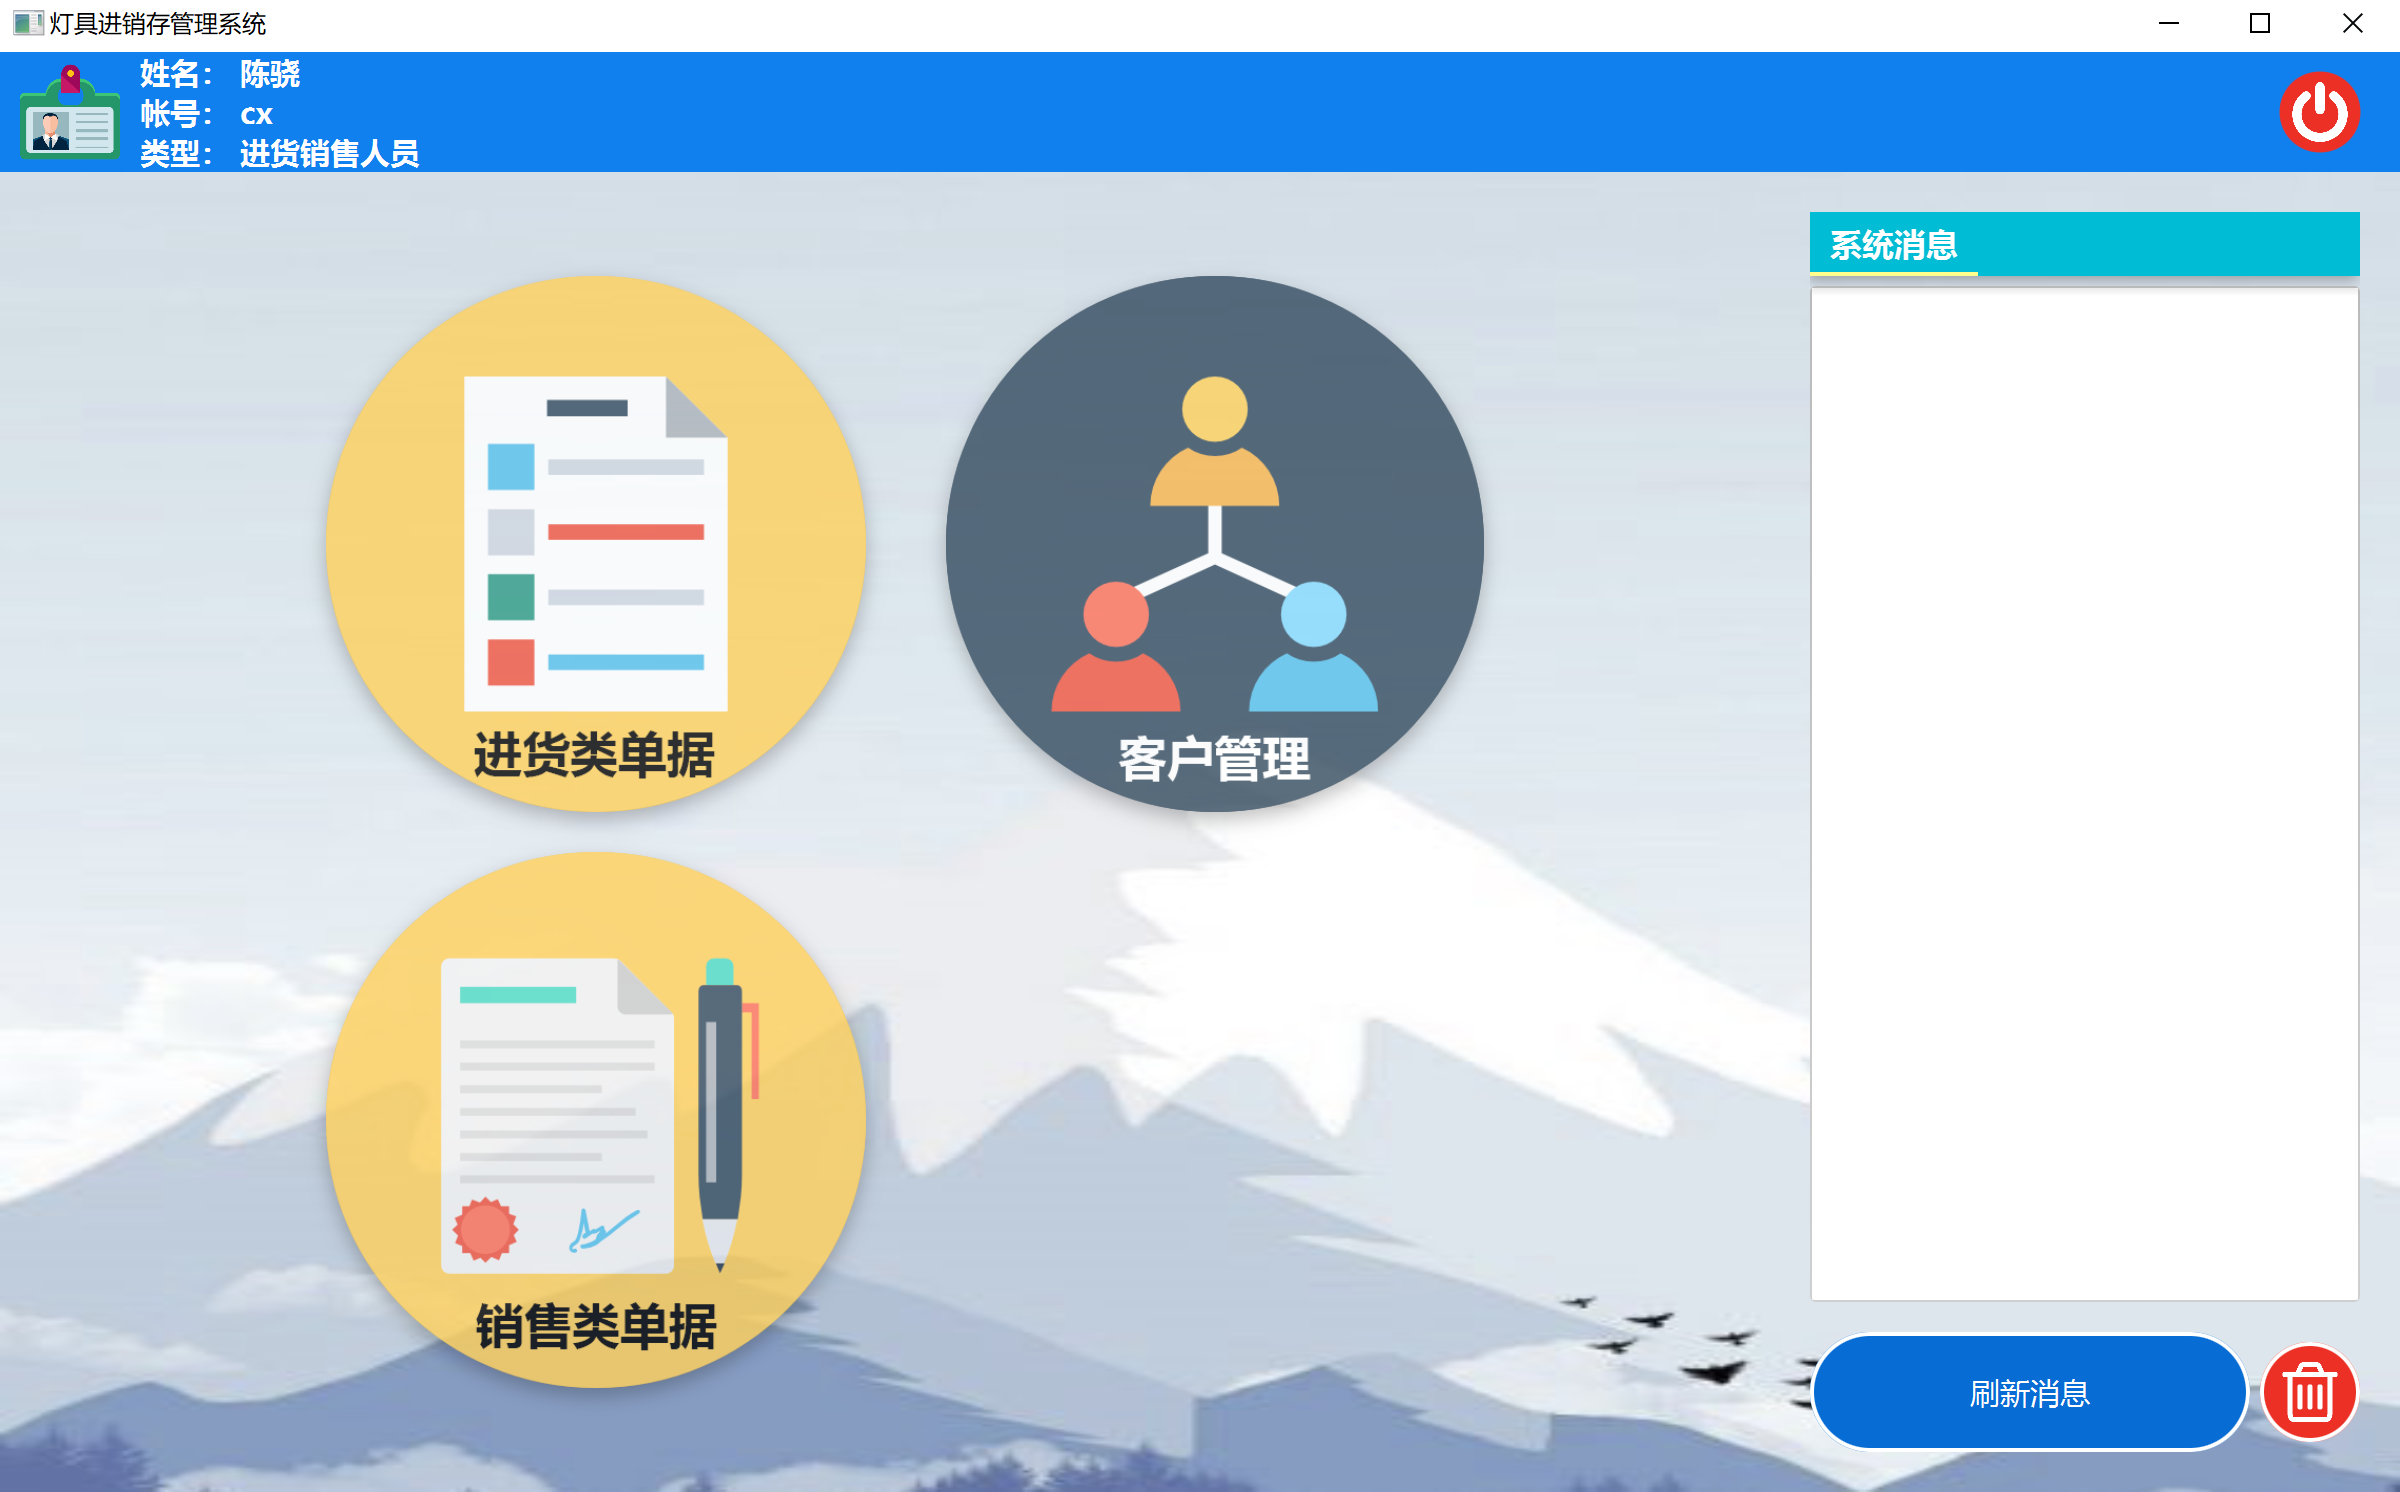 灯具进销存管理系统
姓名： 陈骁
帐号： cx
类型： 进货销售人员
系统消息
进货类单据
客户管理
销售类单据
刷新消息